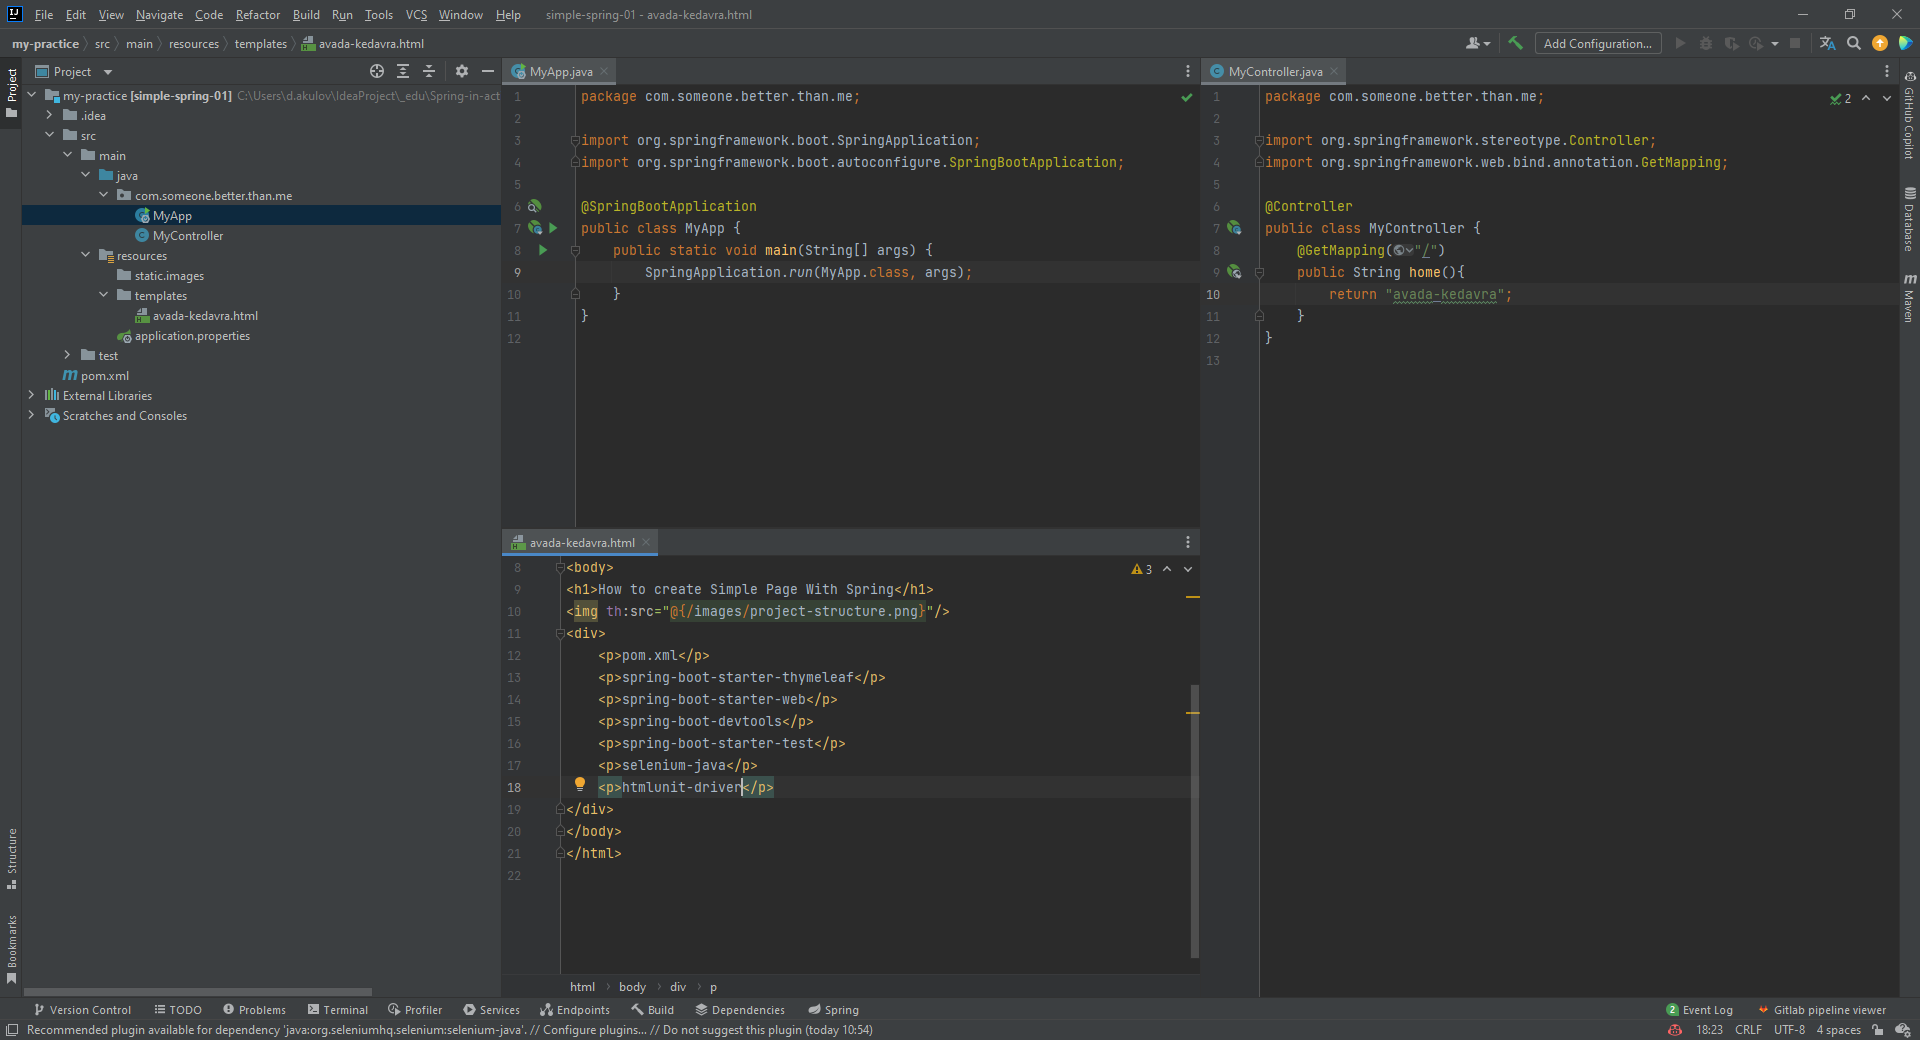 File Edit View Navigate Code Refactor Build Run Tools VCS Window Help simple-spring-01 - avada-kedavra.html
my-practice src main resources templates avada-kedavra.html Add Configuration...
Project
my-practice [simple-spring-01] C:\Users\d.akulov\IdeaProject\_edu\Spring-in-act
.idea
src
main
java
com.someone.better.than.me
MyApp
MyController
resources
static.images
templates
avada-kedavra.html
application.properties
test
pom.xml
External Libraries
Scratches and Consoles
Project
Structure
Bookmarks
MyApp.java
1 package com.someone.better.than.me;
2
3 import org.springframework.boot.SpringApplication;
4 import org.springframework.boot.autoconfigure.SpringBootApplication;
5
6 @SpringBootApplication
7 public class MyApp {
8 public static void main(String[] args) {
9 SpringApplication.run(MyApp.class, args);
10 }
11 }
12
avada-kedavra.html
3
8 <body>
9 <h1>How to create Simple Page With Spring</h1>
10 <img th:src="@{/images/project-structure.png}"/>
11 <div>
12 <p>pom.xml</p>
13 <p>spring-boot-starter-thymeleaf</p>
14 <p>spring-boot-starter-web</p>
15 <p>spring-boot-devtools</p>
16 <p>spring-boot-starter-test</p>
17 <p>selenium-java</p>
18 <p>htmlunit-driver</p>
19 </div>
20 </body>
21 </html>
22
html body div p
MyController.java
2
1 package com.someone.better.than.me;
2
3 import org.springframework.stereotype.Controller;
4 import org.springframework.web.bind.annotation.GetMapping;
5
6 @Controller
7 public class MyController {
8 @GetMapping("/")
9 public String home(){
10 return "avada-kedavra";
11 }
12 }
13
GitHub Copilot
Database
m Maven
Version Control TODO Problems Terminal Profiler Services Endpoints Build Dependencies Spring 2 Event Log Gitlab pipeline viewer
Recommended plugin available for dependency 'java:org.seleniumhq.selenium:selenium-java'. // Configure plugins... // Do not suggest this plugin (today 10:54) 18:23 CRLF UTF-8 4 spaces